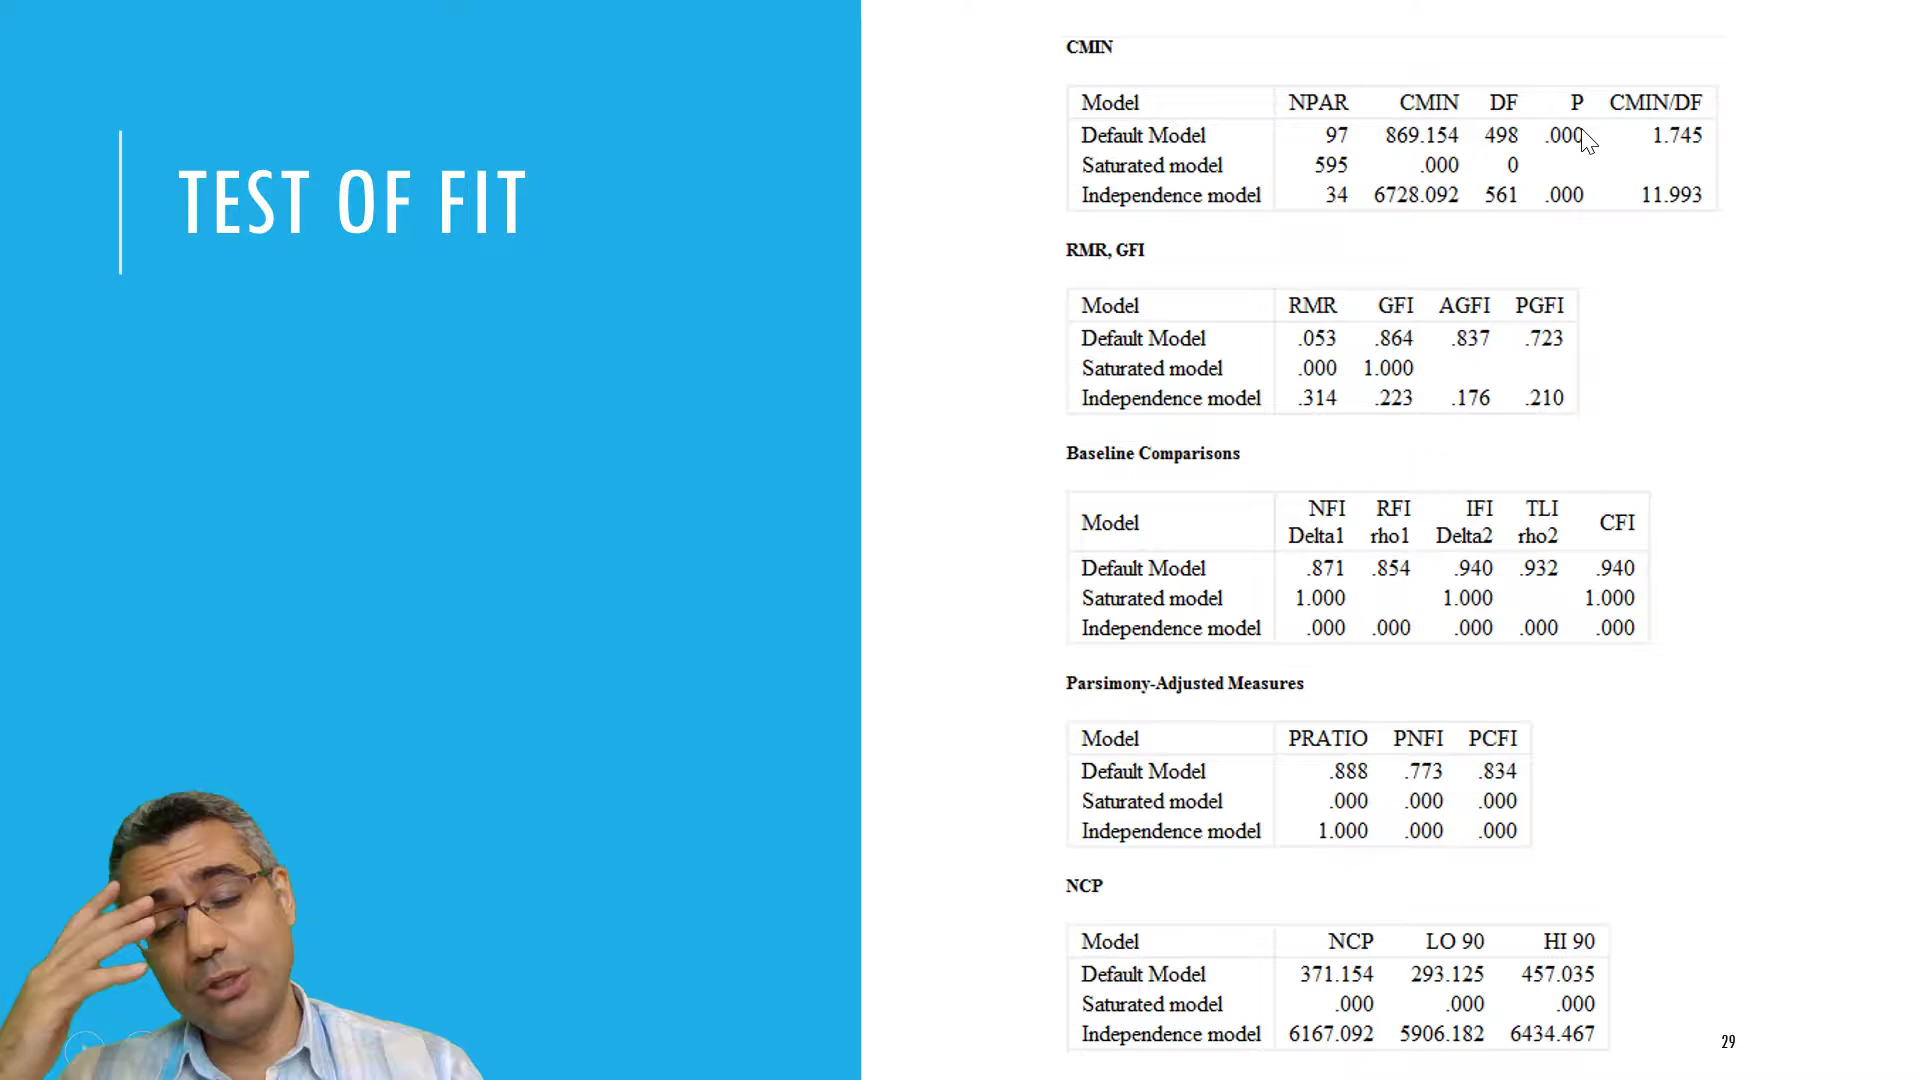 TEST OF FIT
CMIN
Model NPAR CMIN DF P CMIN/DF
Default Model 97 869.154 498 .000 1.745
Saturated model 595 .000 0
Independence model 34 6728.092 561 .000 11.993
RMR, GFI
Model RMR GFI AGFI PGFI
Default Model .053 .864 .837 .723
Saturated model .000 1.000
Independence model .314 .223 .176 .210
Baseline Comparisons
Model NFI Delta1 RFI rho1 IFI Delta2 TLI rho2 CFI
Default Model .871 .854 .940 .932 .940
Saturated model 1.000 1.000 1.000
Independence model .000 .000 .000 .000 .000
Parsimony-Adjusted Measures
Model PRATIO PNFI PCFI
Default Model .888 .773 .834
Saturated model .000 .000 .000
Independence model 1.000 .000 .000
NCP
Model NCP LO 90 HI 90
Default Model 371.154 293.125 457.035
Saturated model .000 .000 .000
Independence model 6167.092 5906.182 6434.467
29